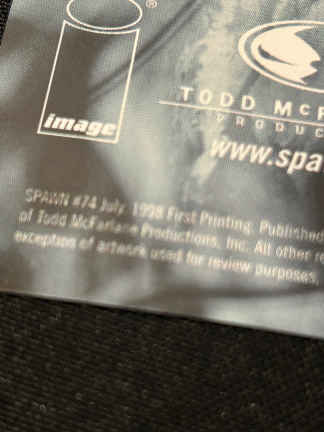 ®
image
TODD McF
PRODUC
www.spa
SPAWN #74 July, 1998 First Printing. Published
of Todd McFarlane Productions, Inc. All other re
exception of artwork used for review purposes,